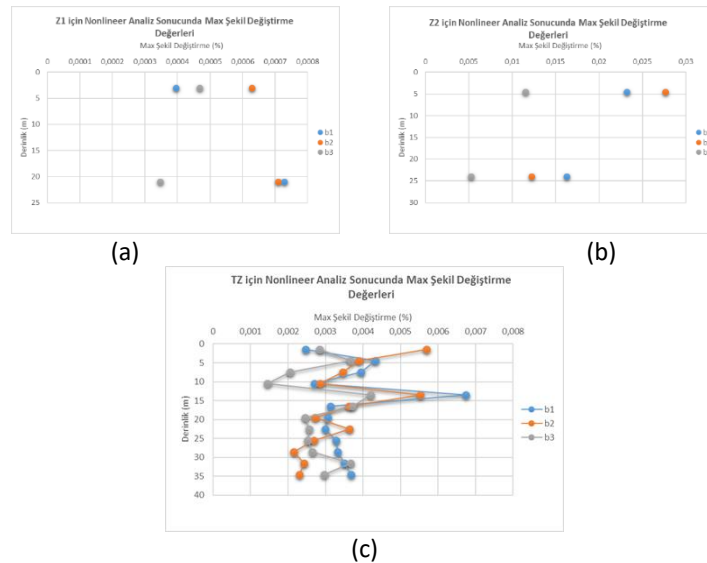 Z1 için Nonlineer Analiz Sonucunda Max Şekil Değiştirme
Değerleri
Max Şekil Değiştirme (%)
0 0,0001 0,0002 0,0003 0,0004 0,0005 0,0006 0,0007 0,0008
0
5
10
15
20
25
Derinlik (m)
b1
b2
b3
(a)
Z2 için Nonlineer Analiz Sonucunda Max Şekil Değiştirme
Değerleri
Max Şekil Değiştirme (%)
0 0,005 0,01 0,015 0,02 0,025 0,03
0
5
10
15
20
25
30
Derinlik (m)
(b)
TZ için Nonlineer Analiz Sonucunda Max Şekil Değiştirme
Değerleri
Max Şekil Değiştirme (%)
0 0,001 0,002 0,003 0,004 0,005 0,006 0,007 0,008
0
5
10
15
20
25
30
35
40
Derinlik (m)
b1
b2
b3
(c)